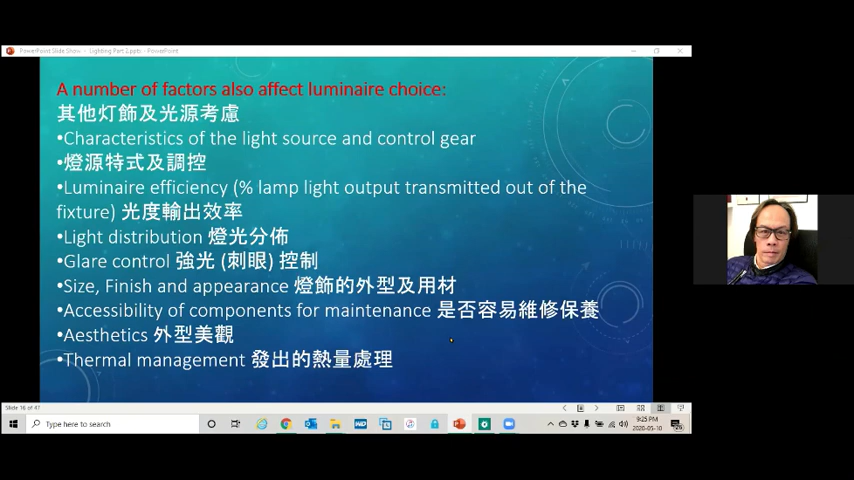 PowerPoint Slide Show - Lighting Part 2.pptx - PowerPoint
A number of factors also affect luminaire choice:
其他灯飾及光源考慮
•Characteristics of the light source and control gear
•燈源特式及調控
•Luminaire efficiency (% lamp light output transmitted out of the
fixture) 光度輸出效率
•Light distribution 燈光分佈
•Glare control 強光 (刺眼) 控制
•Size, Finish and appearance 燈飾的外型及用材
•Accessibility of components for maintenance 是否容易維修保養
•Aesthetics 外型美觀
•Thermal management 發出的熱量處理
Slide 16 of 41
Type here to search
9:25 PM
2020-05-10